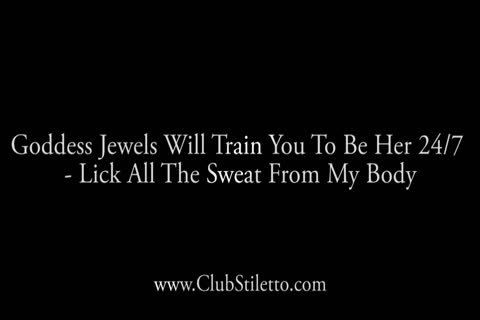 Goddess Jewels Will Train You To Be Her 24/7
- Lick All The Sweat From My Body
www.ClubStiletto.com